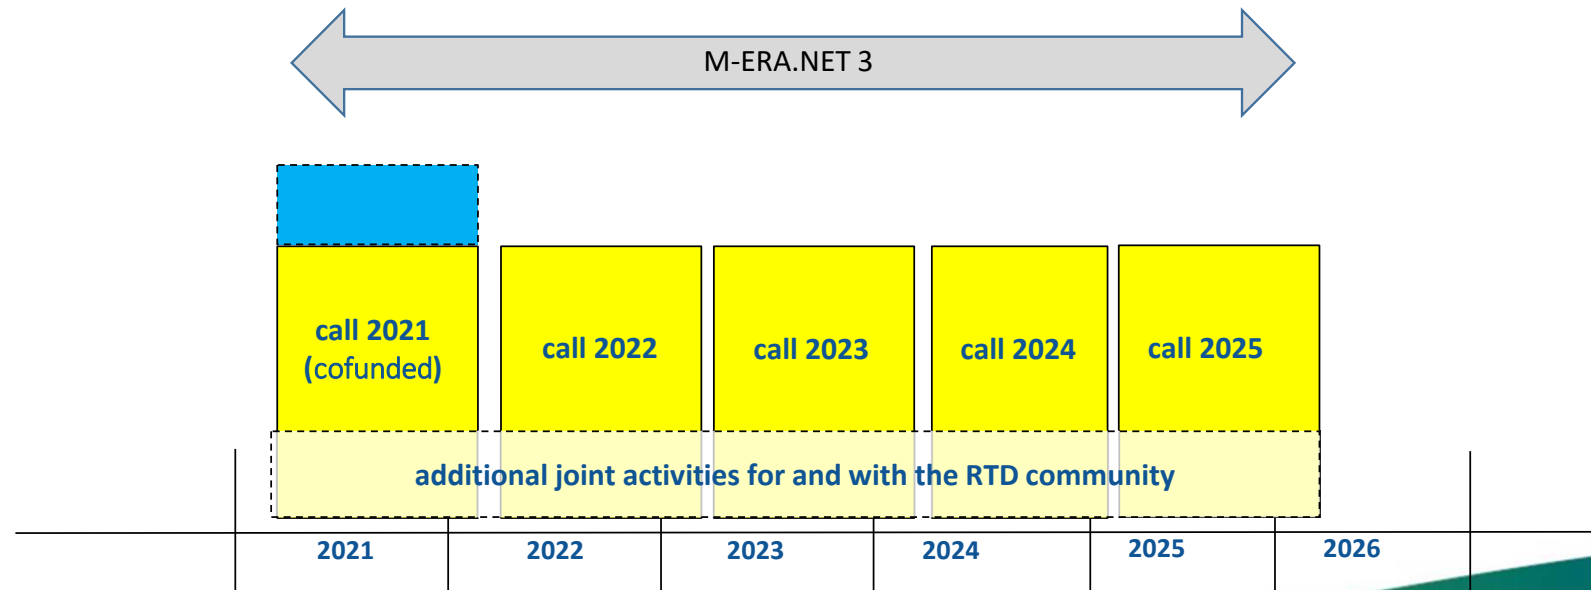 M-ERA.NET 3
call 2021
(cofunded)
call 2022
call 2023
call 2024
call 2025
additional joint activities for and with the RTD community
2021
2022
2023
2024
2025
2026